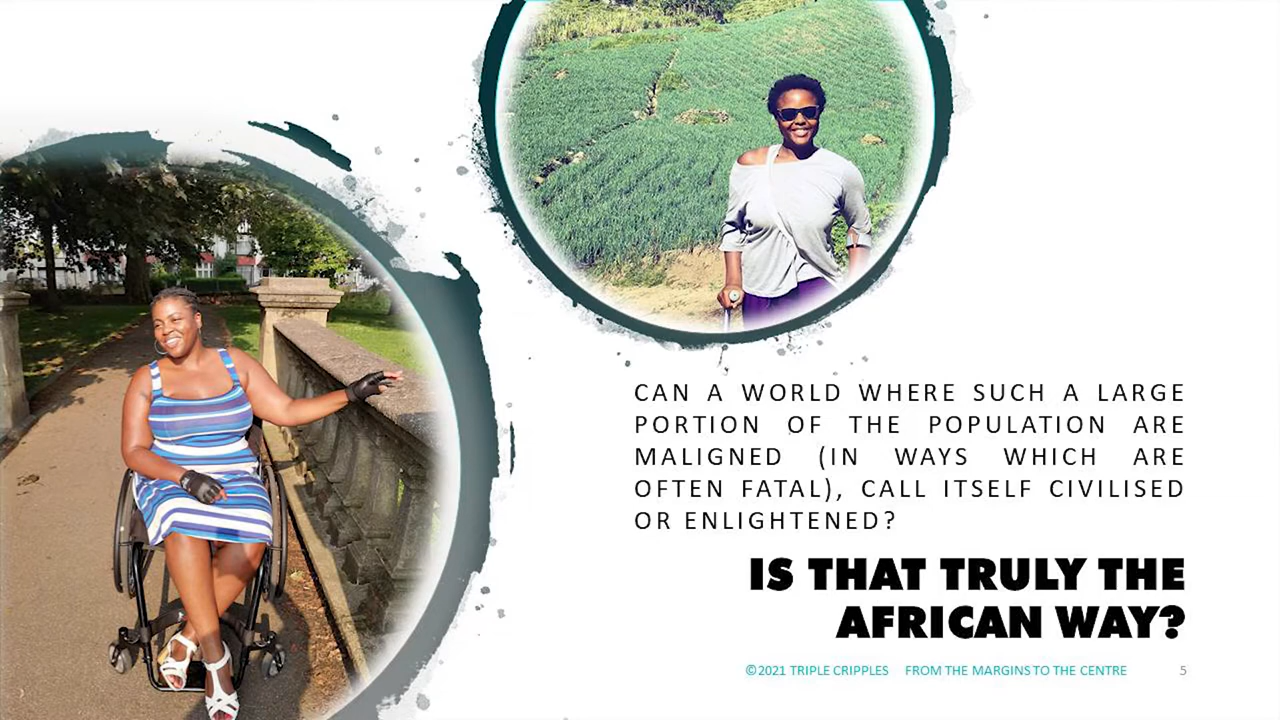 CAN A WORLD WHERE SUCH A LARGE
PORTION OF THE POPULATION ARE
MALIGNED (IN WAYS WHICH ARE
OFTEN FATAL), CALL ITSELF CIVILISED
OR ENLIGHTENED?
IS THAT TRULY THE
AFRICAN WAY?
©2021 TRIPLE CRIPPLES FROM THE MARGINS TO THE CENTRE 5